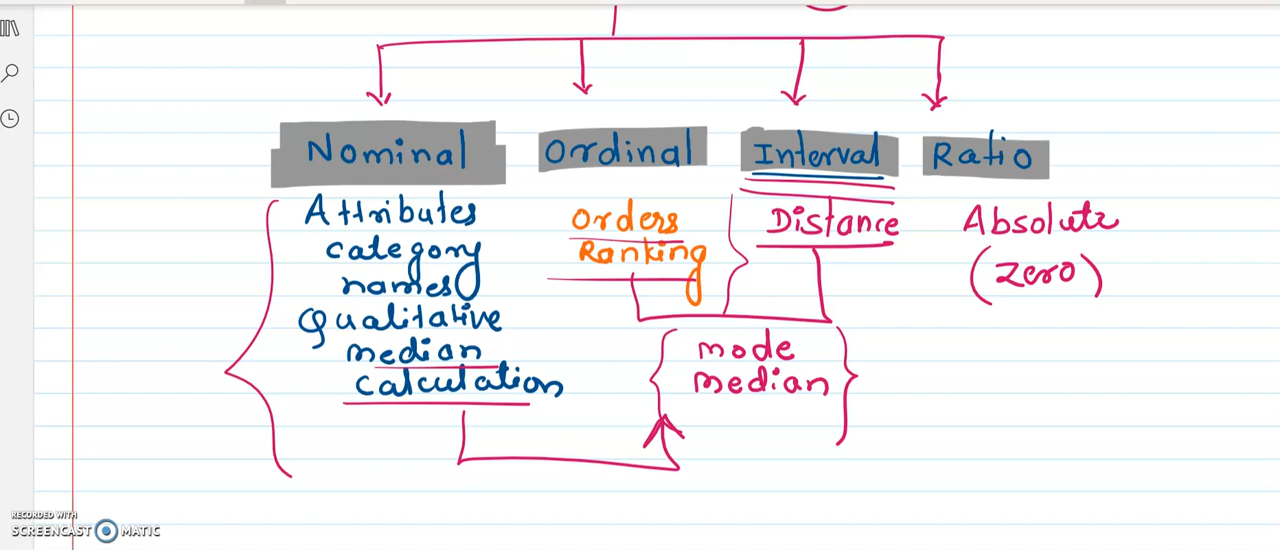 Nominal
Ordinal
Interval
Ratio
Attributes
category
names
Qualitative
median
calculation
Orders
Ranking
Distance
Absolute
(Zero)
mode
median
RECORDED WITH
SCREENCAST MATIC